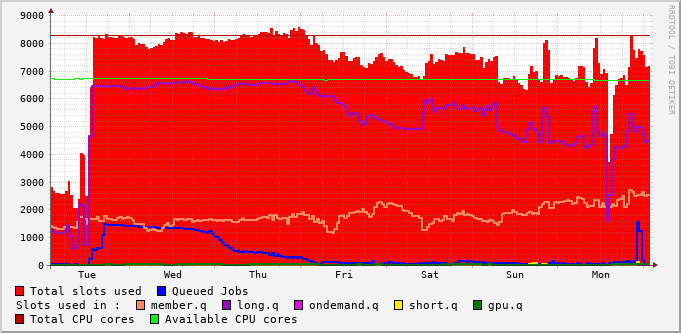 9000
8000
7000
6000
5000
4000
3000
2000
1000
0
Tue Wed Thu Fri Sat Sun Mon
RRDTOOL / TOBI OETIKER
Total slots used Queued Jobs
Slots used in : member.q long.q ondemand.q short.q gpu.q
Total CPU cores Available CPU cores